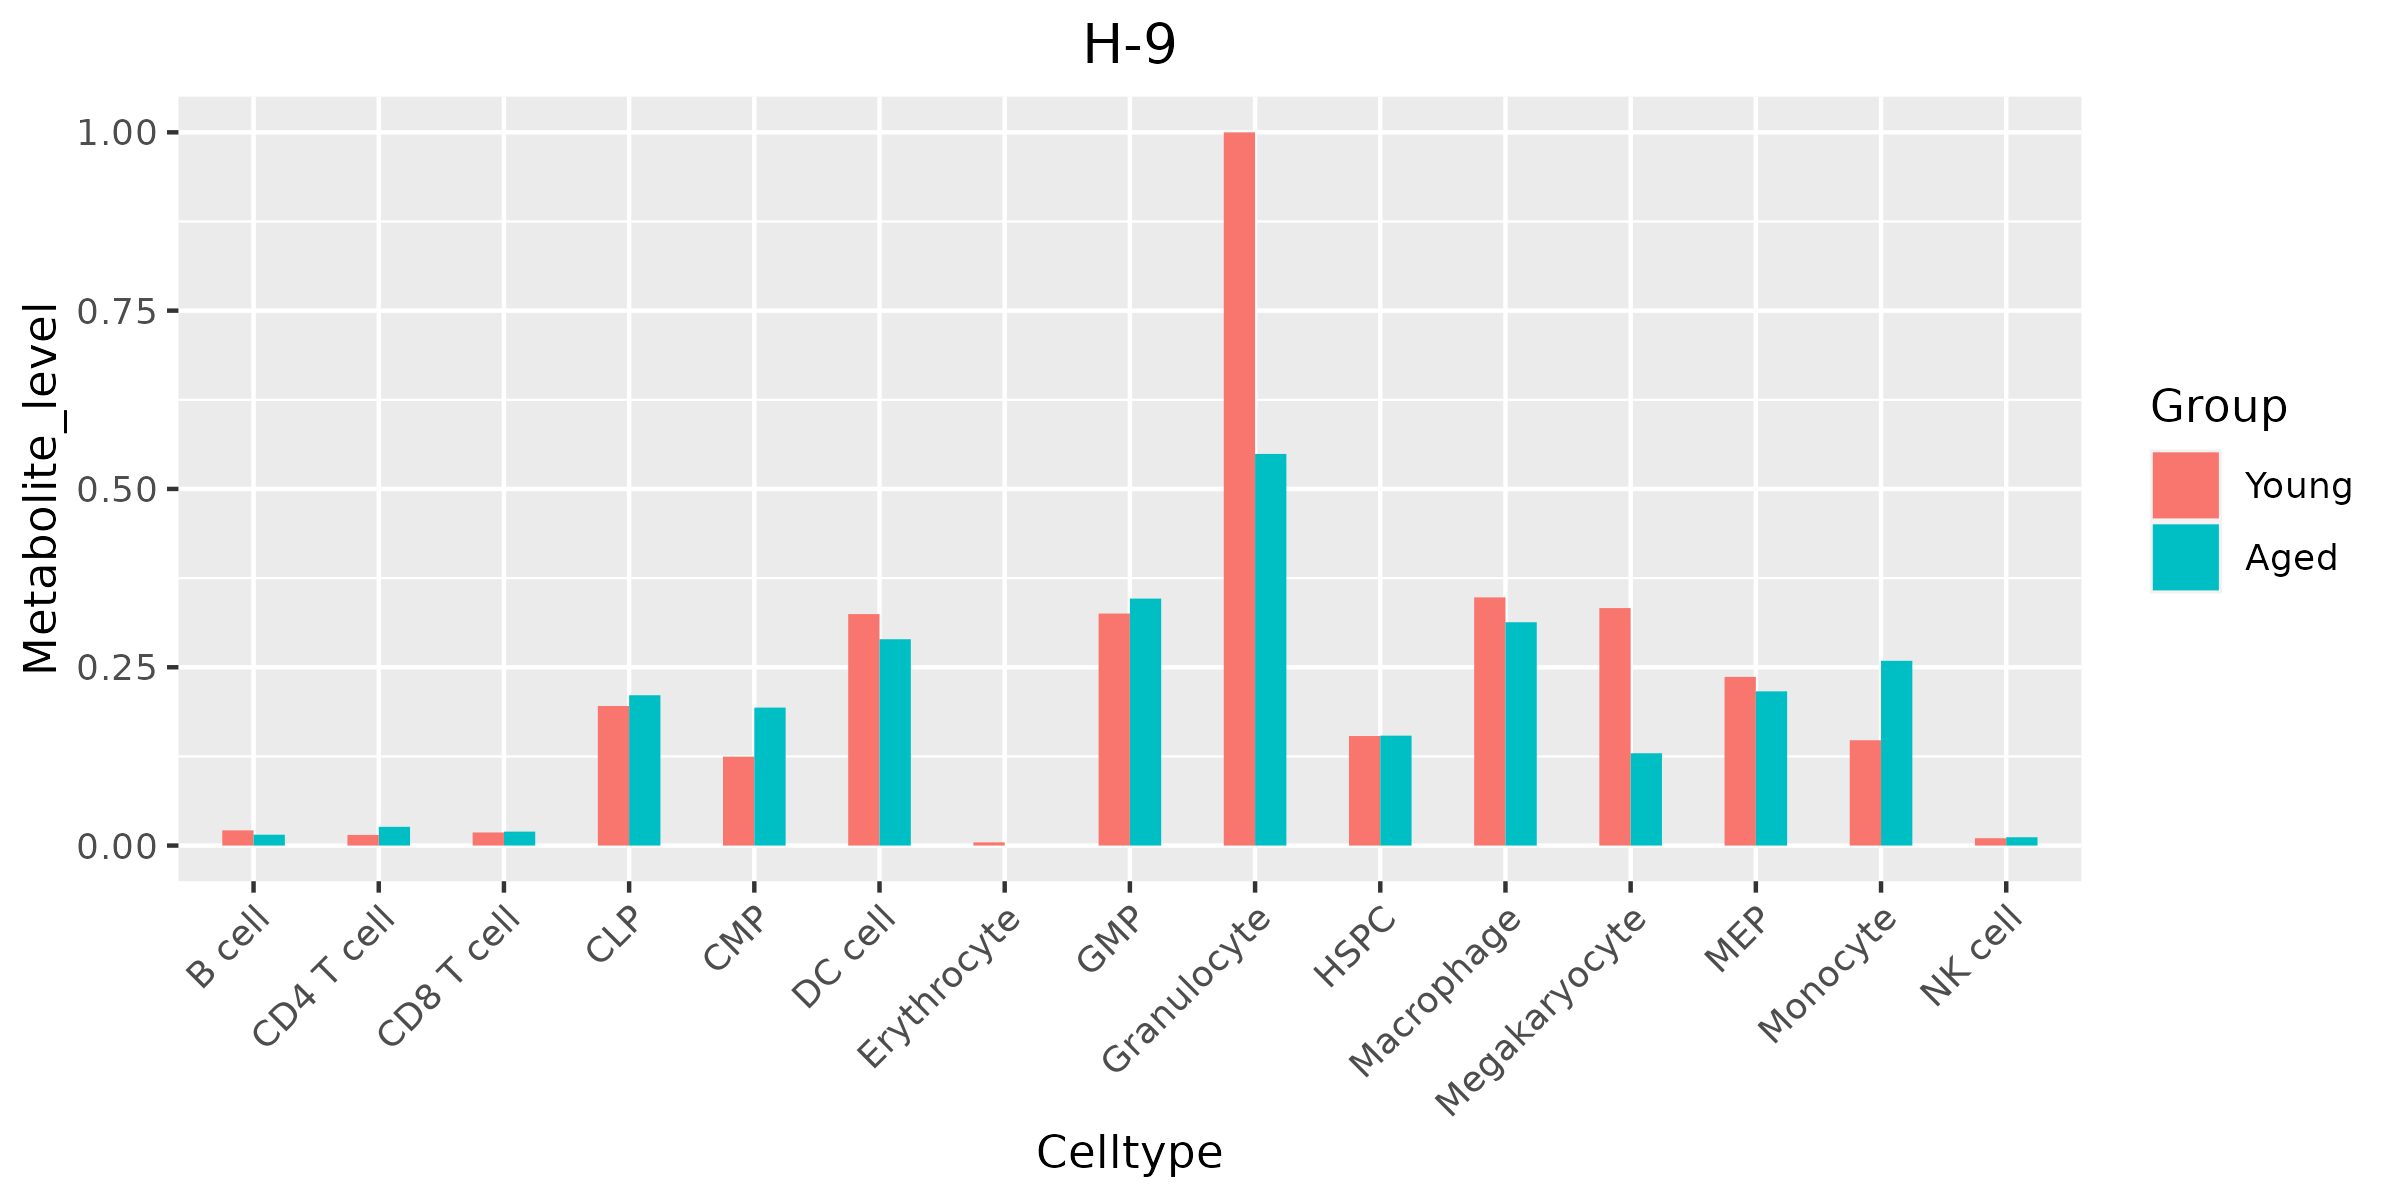 H-9
Metabolite_level
1.00
0.75
0.50
0.25
0.00
B cell
CD4 T cell
CD8 T cell
CLP
CMP
DC cell
Erythrocyte
GMP
Granulocyte
HSPC
Macrophage
Megakaryocyte
MEP
Monocyte
NK cell
Celltype
Group
Young
Aged